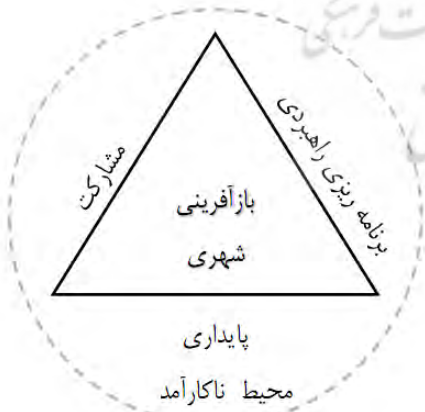 برنامه ریزی راهبردی
مشارکت
بازآفرینی
شهری
پایداری
محیط ناکارآمد